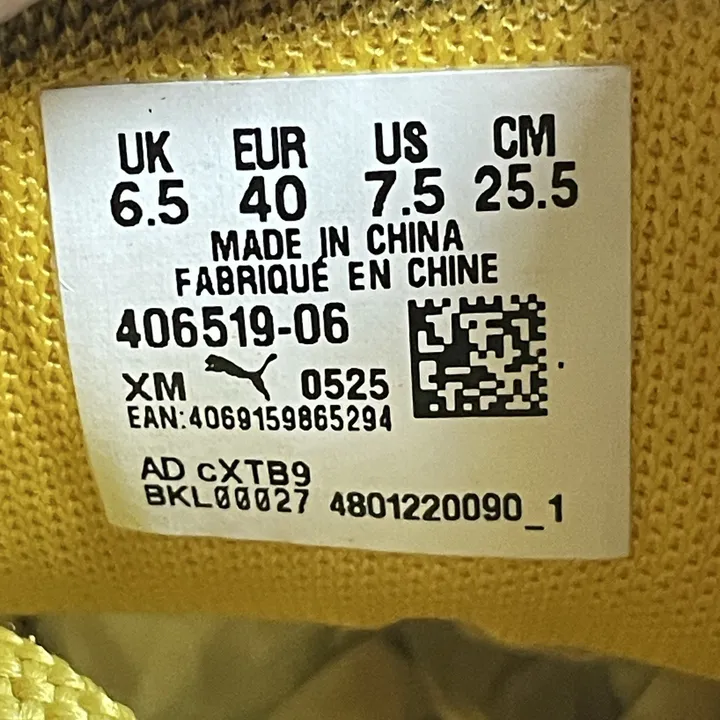 UK EUR US CM
6.5 40 7.5 25.5
MADE IN CHINA
FABRIQUÉ EN CHINE
406519-06
XM 0525
EAN:4069159865294
AD cXTB9
BKL00027 4801220090_1